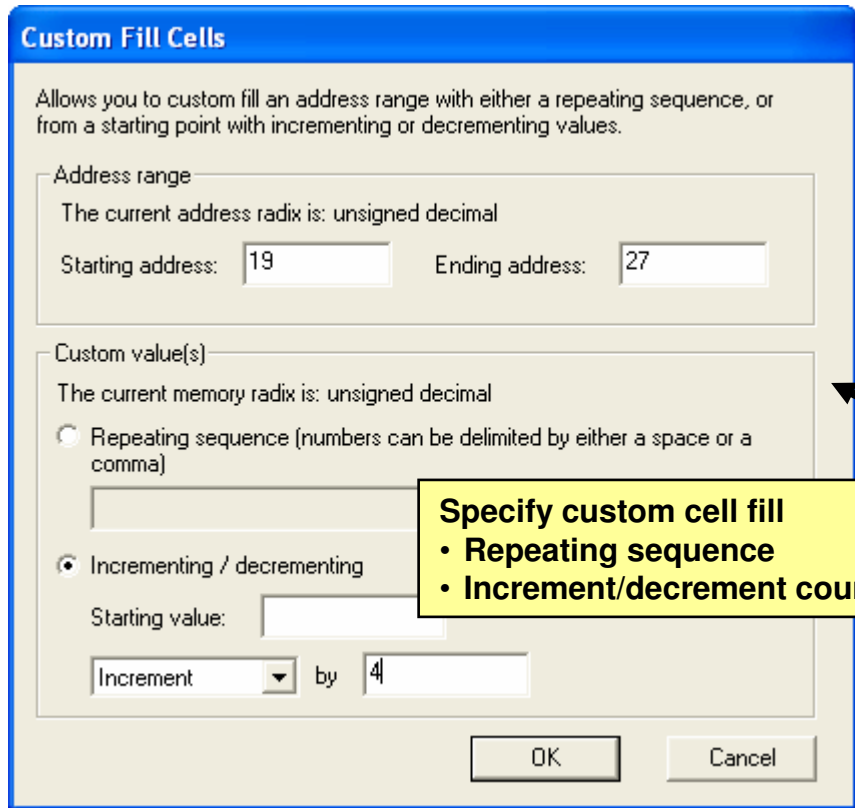 Custom Fill Cells
Allows you to custom fill an address range with either a repeating sequence, or
from a starting point with incrementing or decrementing values.
Address range
The current address radix is: unsigned decimal
Starting address: 19 Ending address: 27
Custom value(s)
The current memory radix is: unsigned decimal
Repeating sequence (numbers can be delimited by either a space or a
comma)
Specify custom cell fill
• Repeating sequence
• Increment/decrement
Incrementing / decrementing
Starting value:
Increment by 4
OK Cancel